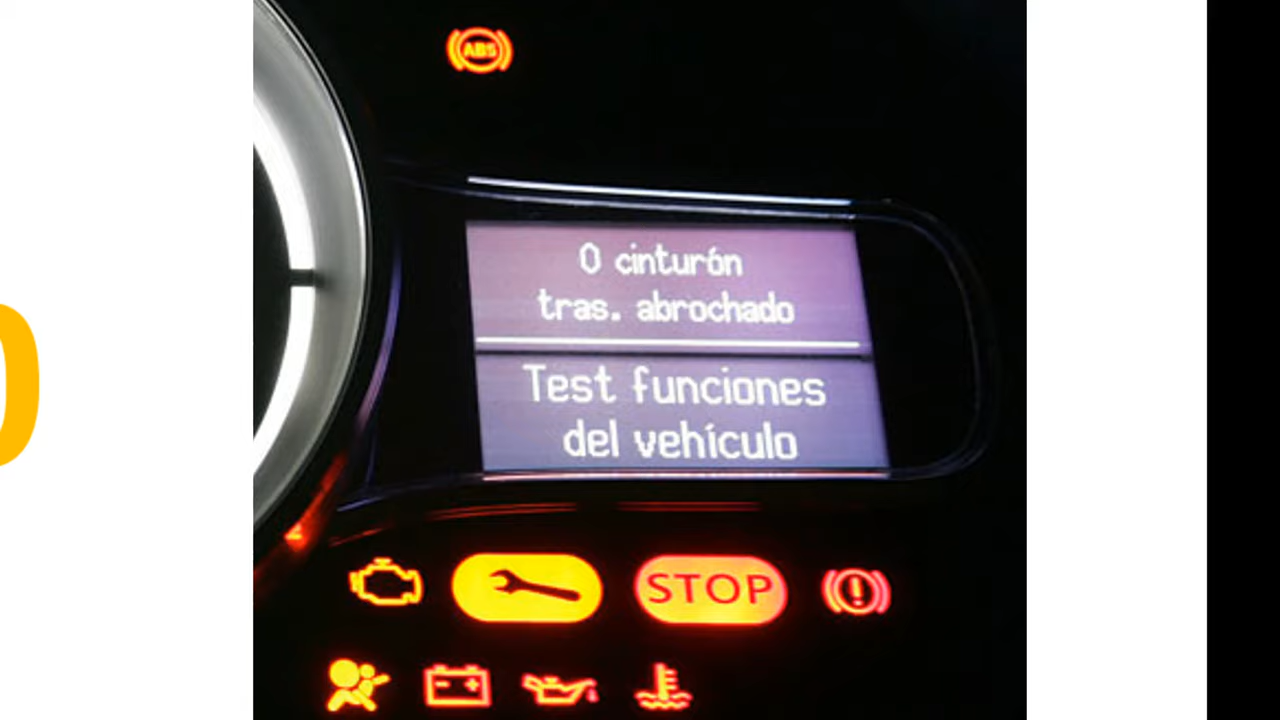 ABS
0 cinturón
tras. abrochado
Test funciones
del vehículo
STOP